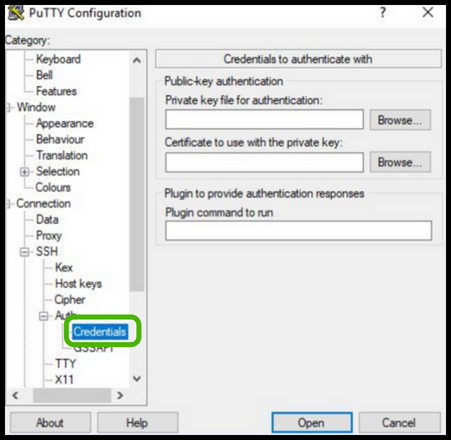 PuTTY Configuration
?
Category:
Keyboard
Bell
Features
Window
Appearance
Behaviour
Translation
Selection
Colours
Connection
Data
Proxy
SSH
Kex
Host keys
Cipher
Auth
Credentials
GSSAPI
TTY
X11
Credentials to authenticate with
Public-key authentication
Private key file for authentication:
Browse...
Certificate to use with the private key:
Browse...
Plugin to provide authentication responses
Plugin command to run
About
Help
Open
Cancel